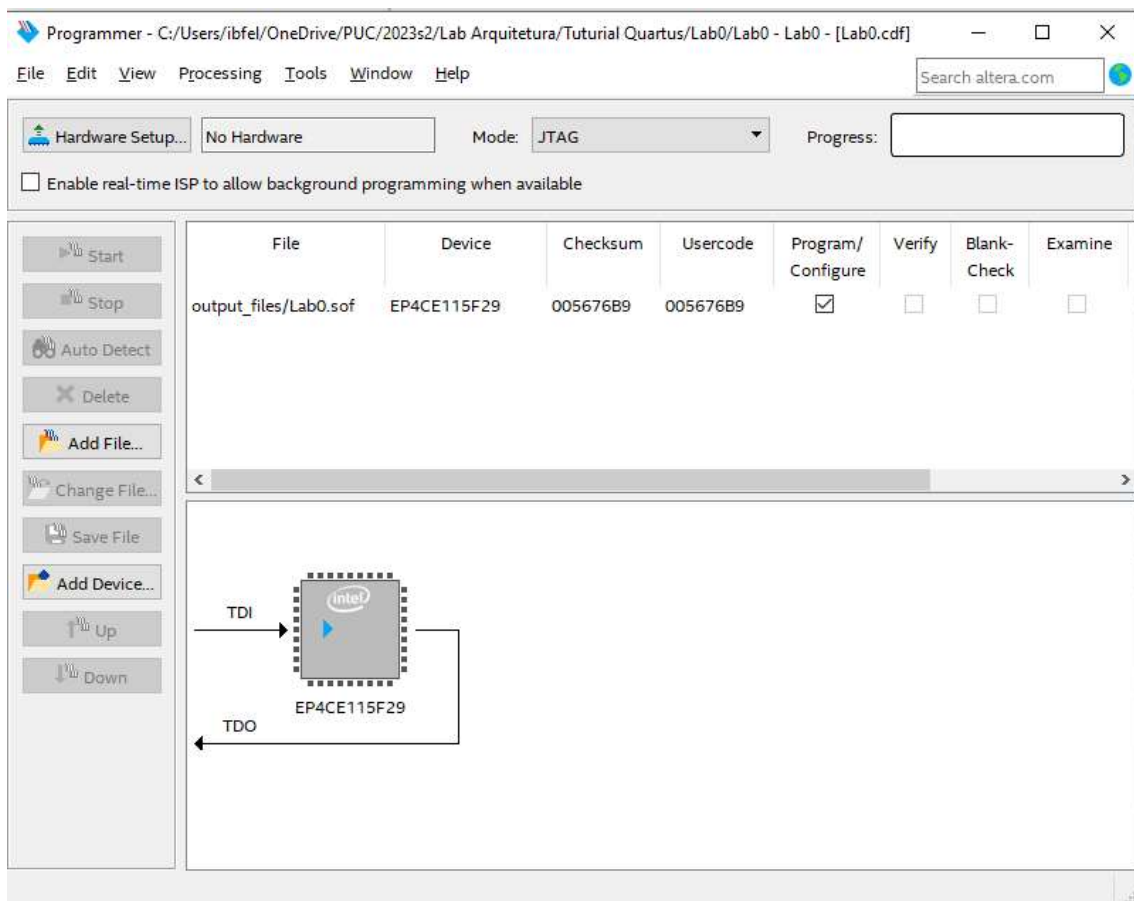 Programmer - C:/Users/ibfel/OneDrive/PUC/2023s2/Lab Arquitetura/Tuturial Quartus/Lab0/Lab0 - Lab0 - [Lab0.cdf]
File Edit View Processing Tools Window Help
Search altera.com
Hardware Setup... No Hardware Mode: JTAG Progress:
Enable real-time ISP to allow background programming when available
Start
Stop
Auto Detect
Delete
Add File...
Change File...
Save File
Add Device...
Up
Down
File Device Checksum Usercode Program/ Verify Blank- Examine
Configure Check
output_files/Lab0.sof EP4CE115F29 005676B9 005676B9
intel
TDI
EP4CE115F29
TDO